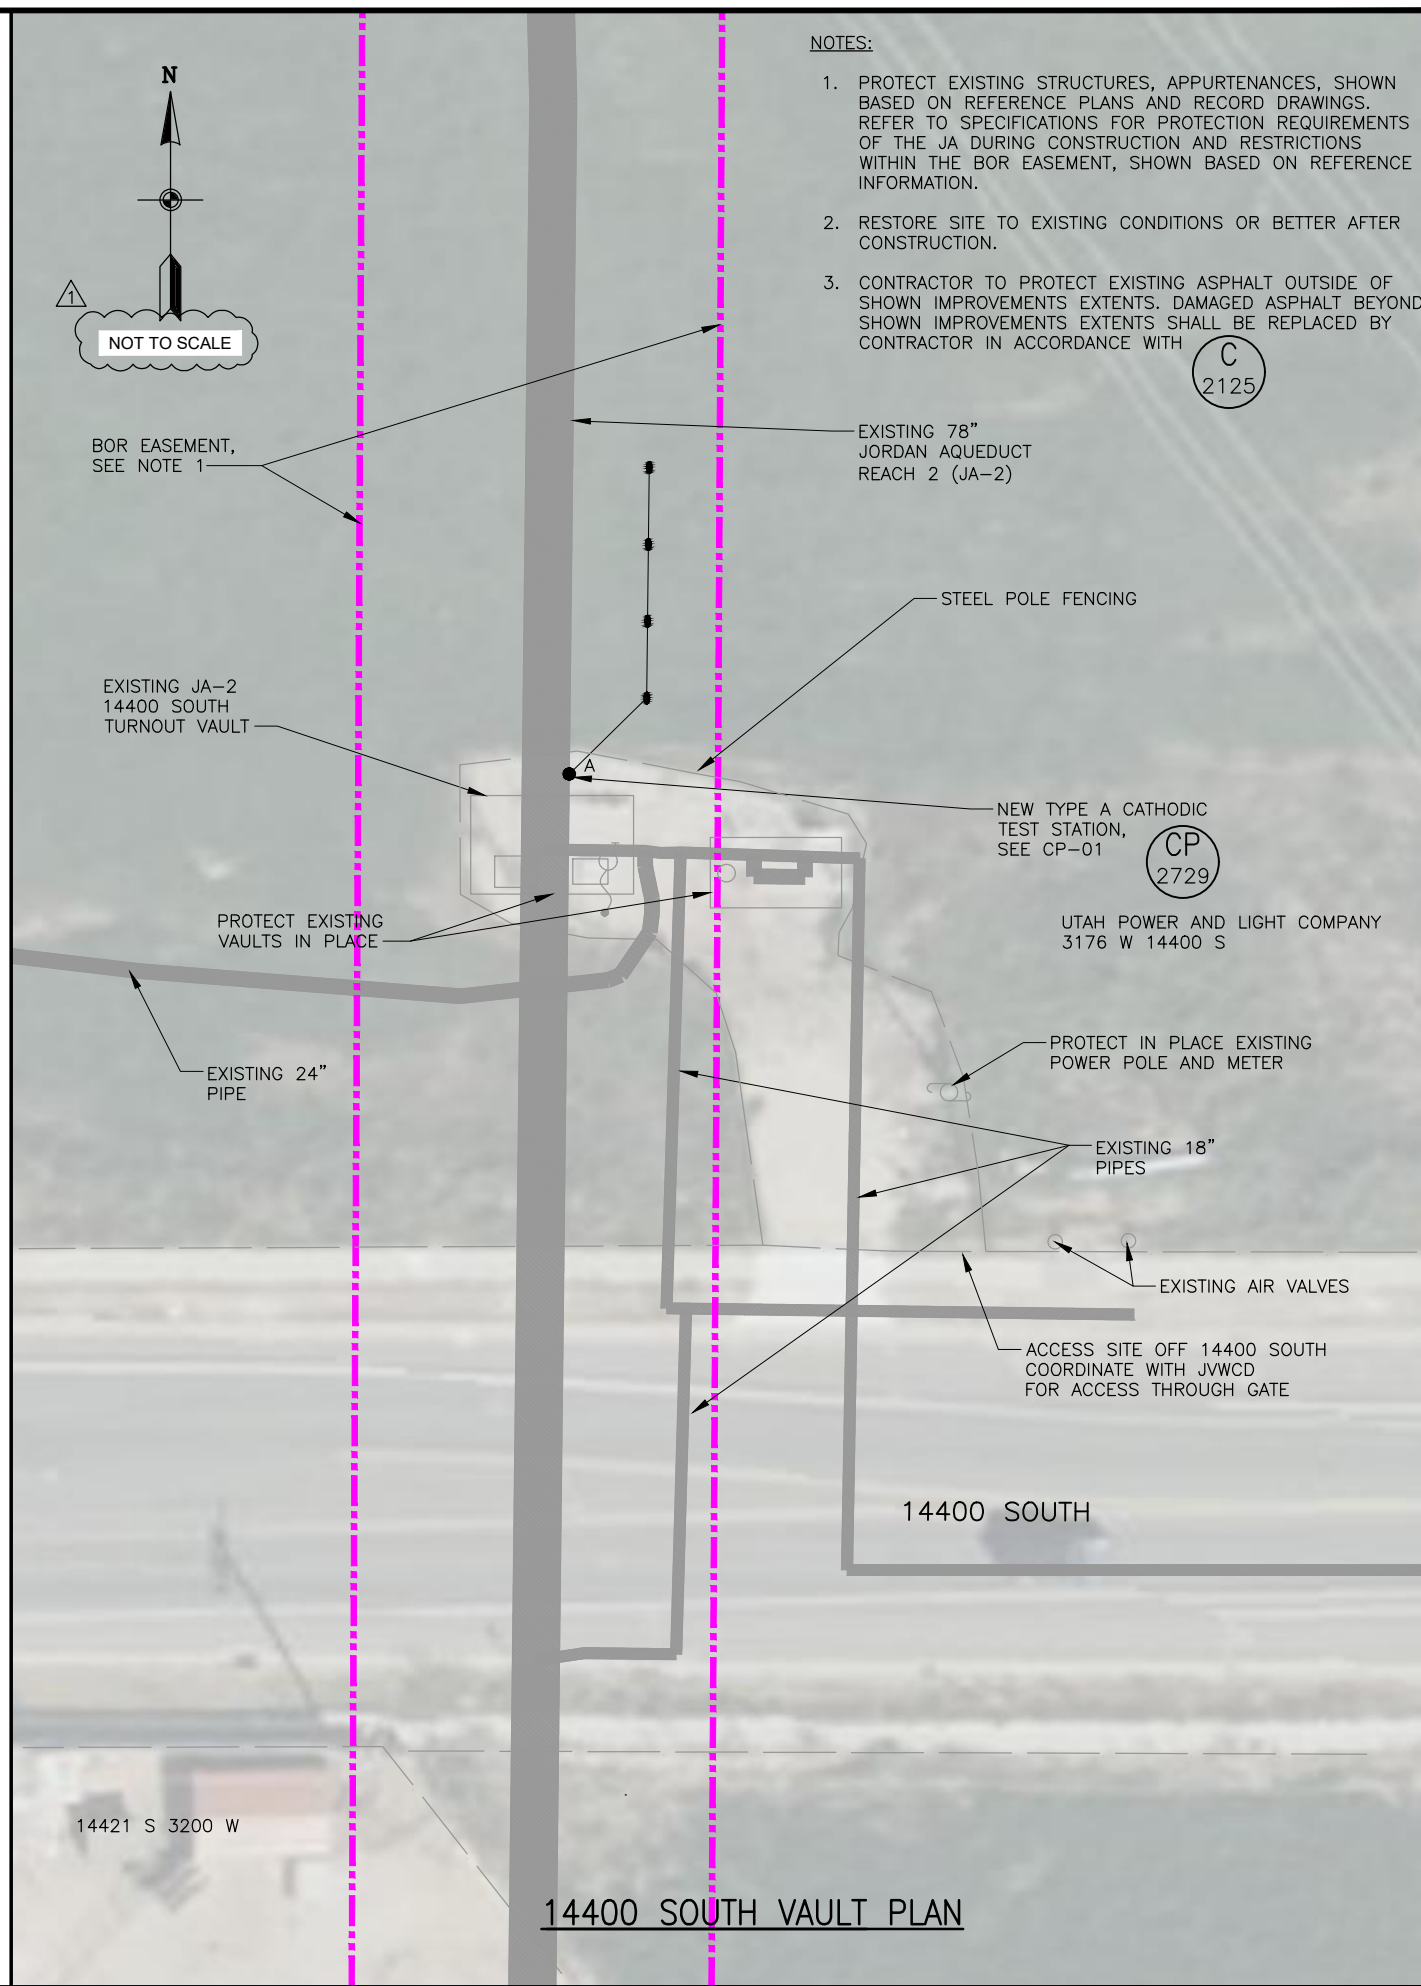 NOTES:
1. PROTECT EXISTING STRUCTURES, APPURTENANCES, SHOWN
BASED ON REFERENCE PLANS AND RECORD DRAWINGS.
REFER TO SPECIFICATIONS FOR PROTECTION REQUIREMENTS
OF THE JA DURING CONSTRUCTION AND RESTRICTIONS
WITHIN THE BOR EASEMENT, SHOWN BASED ON REFERENCE
INFORMATION.
2. RESTORE SITE TO EXISTING CONDITIONS OR BETTER AFTER
CONSTRUCTION.
3. CONTRACTOR TO PROTECT EXISTING ASPHALT OUTSIDE OF
SHOWN IMPROVEMENTS EXTENTS. DAMAGED ASPHALT BEYOND
SHOWN IMPROVEMENTS EXTENTS SHALL BE REPLACED BY
CONTRACTOR IN ACCORDANCE WITH
C
2125
N
1
NOT TO SCALE
BOR EASEMENT,
SEE NOTE 1
EXISTING 78"
JORDAN AQUEDUCT
REACH 2 (JA-2)
STEEL POLE FENCING
EXISTING JA-2
14400 SOUTH
TURNOUT VAULT
A
NEW TYPE A CATHODIC
TEST STATION,
SEE CP-01
CP
2729
PROTECT EXISTING
VAULTS IN PLACE
UTAH POWER AND LIGHT COMPANY
3176 W 14400 S
EXISTING 24"
PIPE
PROTECT IN PLACE EXISTING
POWER POLE AND METER
EXISTING 18"
PIPES
EXISTING AIR VALVES
ACCESS SITE OFF 14400 SOUTH
COORDINATE WITH JVWCD
FOR ACCESS THROUGH GATE
14400 SOUTH
14421 S 3200 W
14400 SOUTH VAULT PLAN